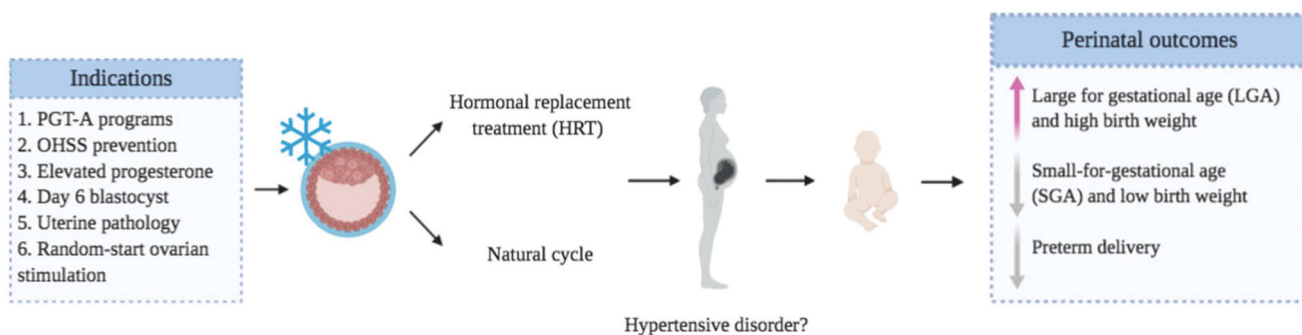 Indications
1. PGT-A programs
2. OHSS prevention
3. Elevated progesterone
4. Day 6 blastocyst
5. Uterine pathology
6. Random-start ovarian
stimulation
Hormonal replacement
treatment (HRT)
Natural cycle
Hypertensive disorder?
Perinatal outcomes
Large for gestational age (LGA)
and high birth weight
Small-for-gestational age
(SGA) and low birth weight
Preterm delivery